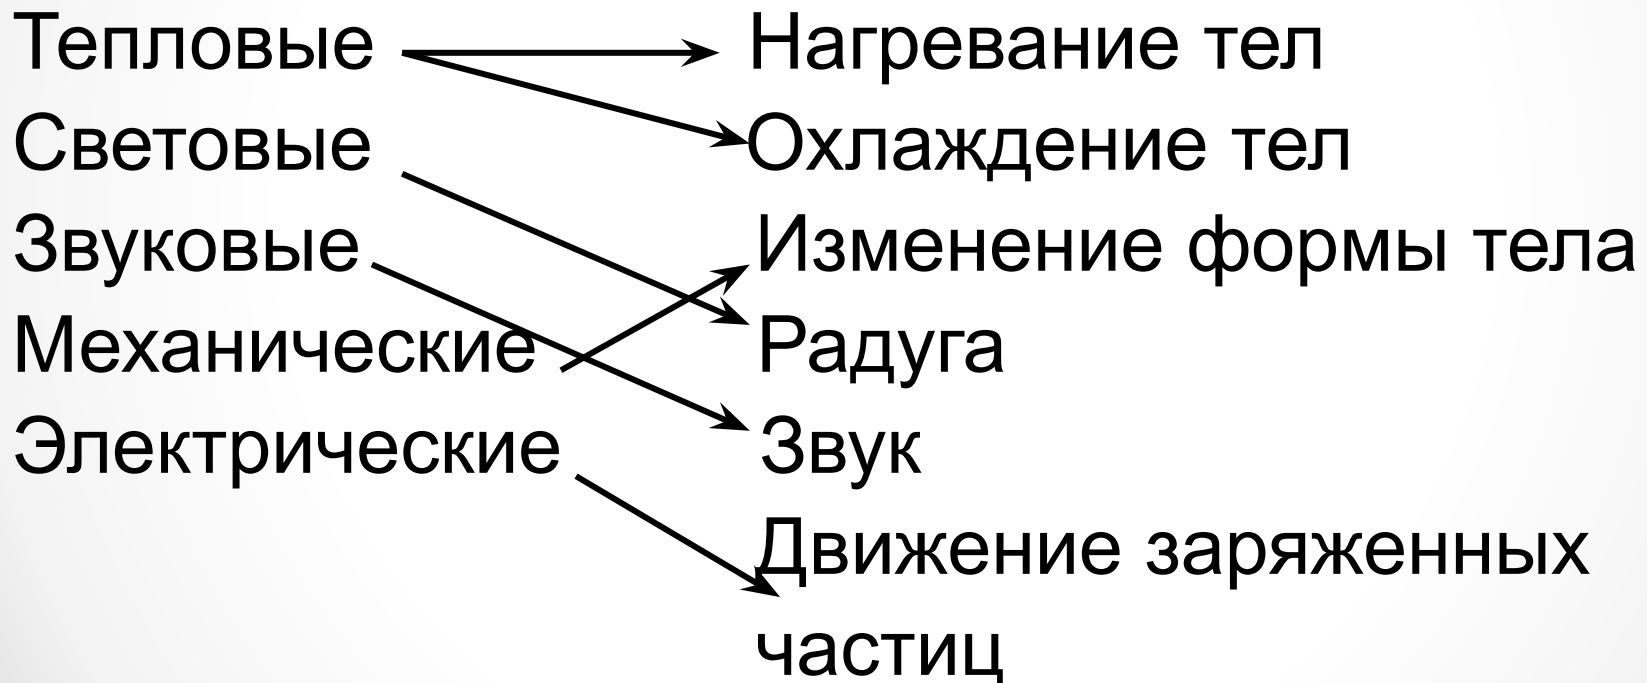 Тепловые
Световые
Звуковые
Механические
Электрические
Нагревание тел
Охлаждение тел
Изменение формы тела
Радуга
Звук
Движение заряженных
частиц